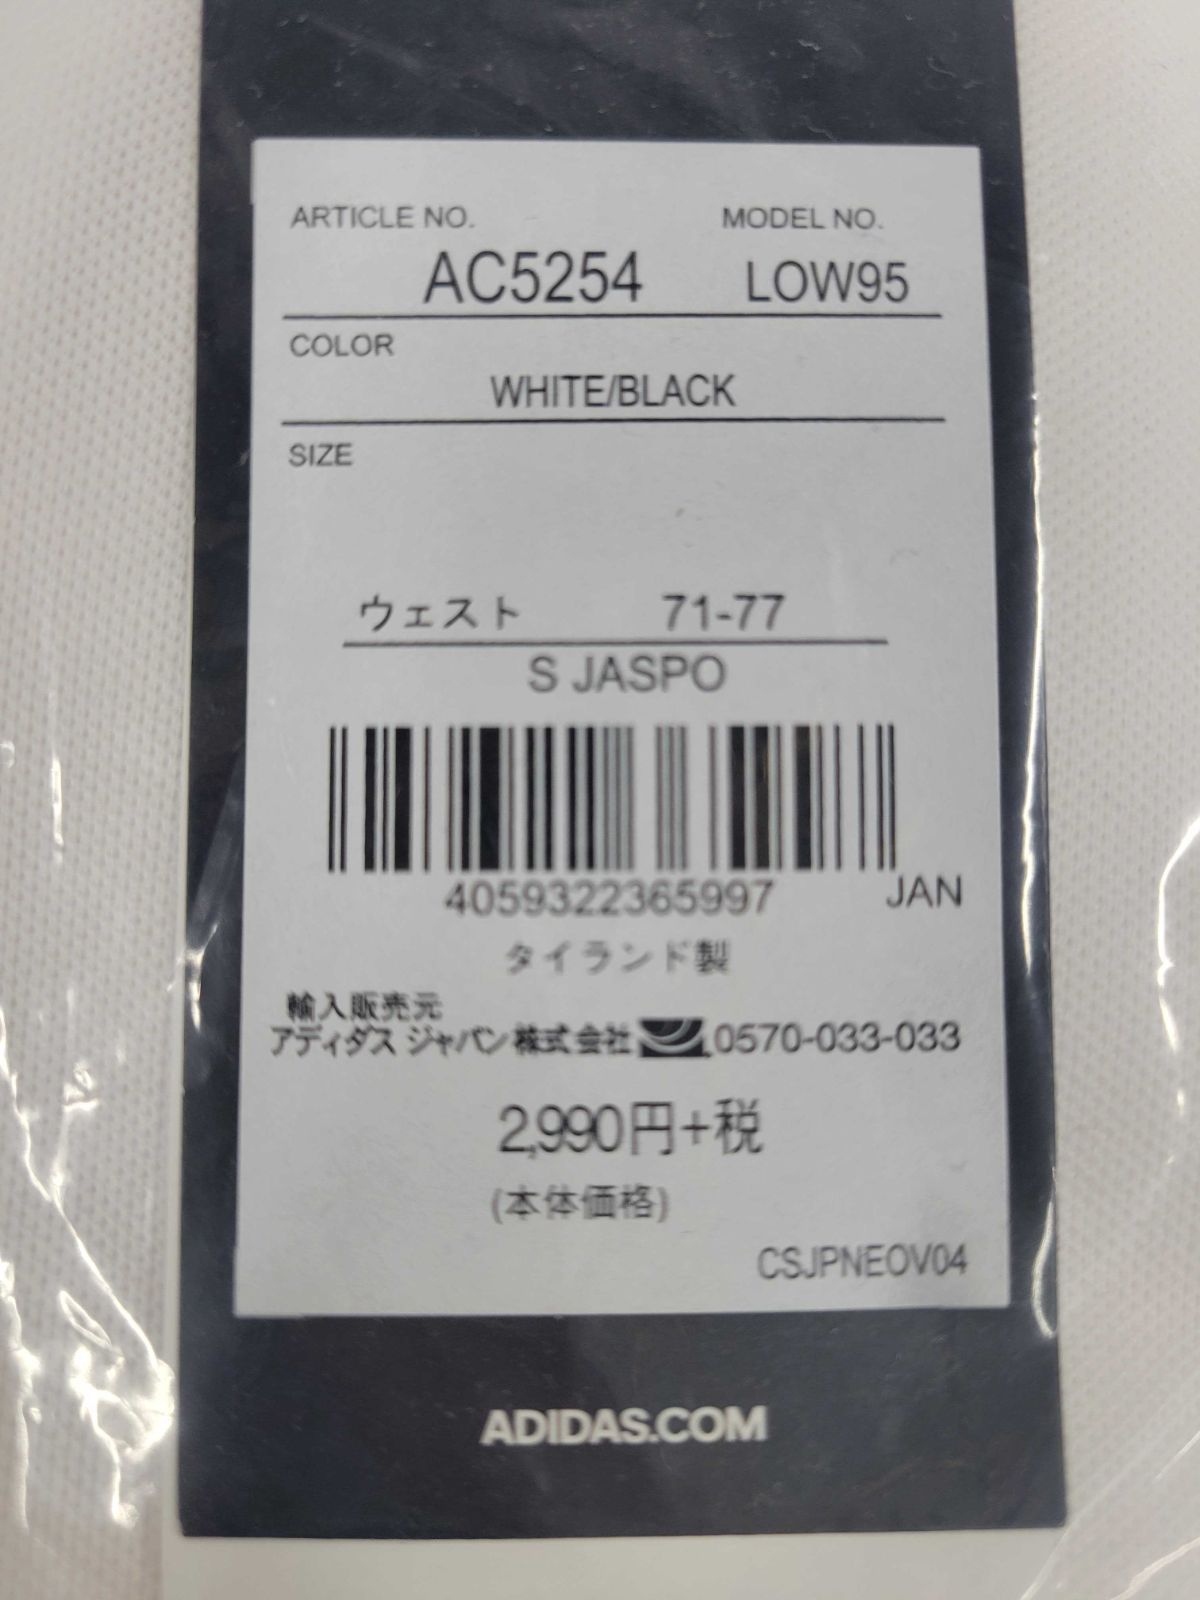 ARTICLE NO. MODEL NO.
AC5254 LOW95
COLOR
WHITE/BLACK
SIZE
ウェスト 71-77
S JASPO
4059322365997 JAN
タイランド製
輸入販売元
アディダス ジャパン株式会社 0570-033-033
2,990円+税
(本体価格)
CSJPNEOV04
ADIDAS.COM